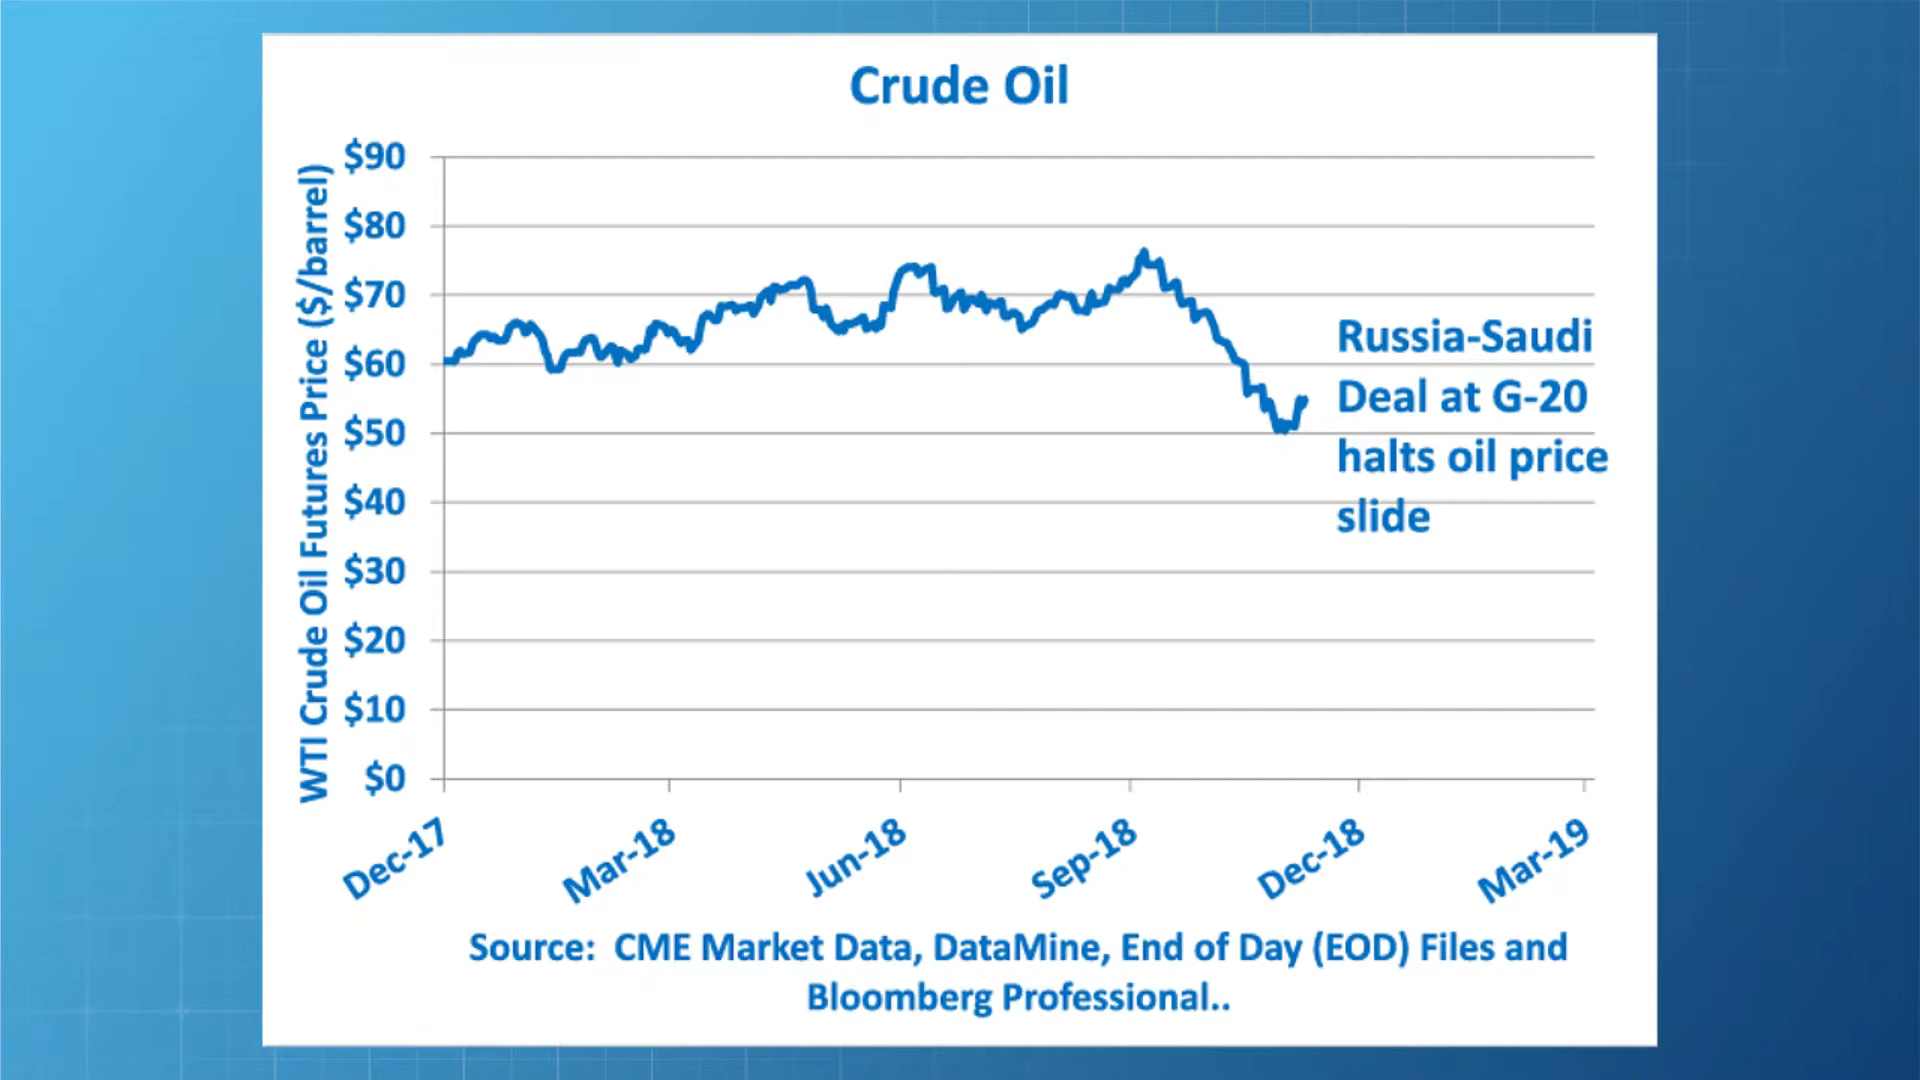 Crude Oil
WTI Crude Oil Futures Price ($/barrel)
$90
$80
$70
$60
$50
$40
$30
$20
$10
$0
Russia-Saudi
Deal at G-20
halts oil price
slide
Dec-17
Mar-18
Jun-18
Sep-18
Dec-18
Mar-19
Source:  CME Market Data, DataMine, End of Day (EOD) Files and
Bloomberg Professional..